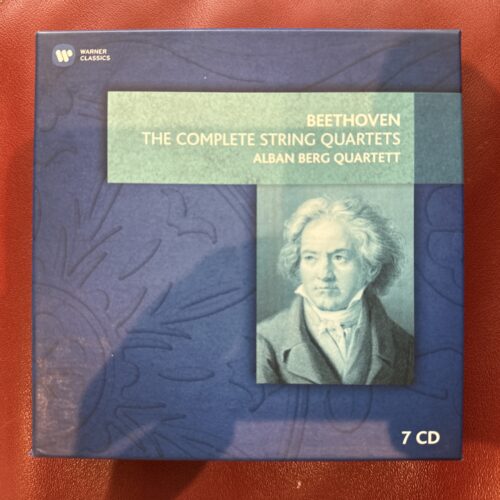 WARNER
CLASSICS
BEETHOVEN
THE COMPLETE STRING QUARTETS
ALBAN BERG QUARTETT
7 CD